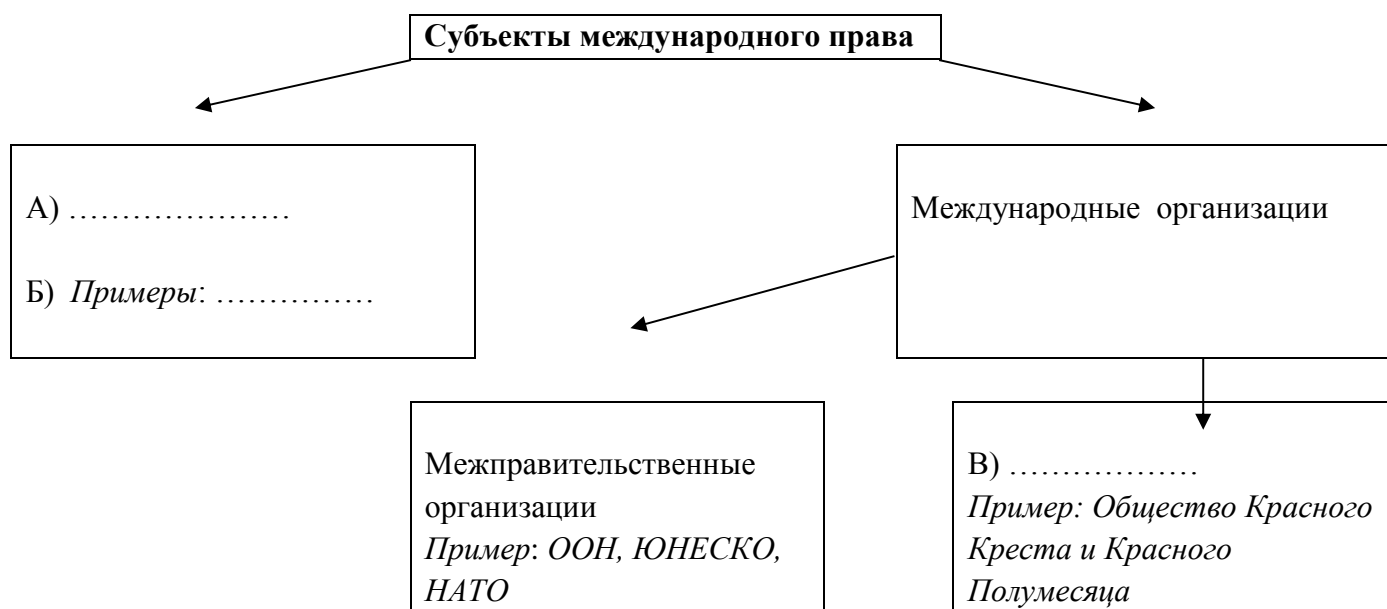 Субъекты международного права
А) …………………
Б) Примеры: ……………
Международные организации
Межправительственные
организации
Пример: ООН, ЮНЕСКО,
НАТО
В) ………………
Пример: Общество Красного
Креста и Красного
Полумесяца